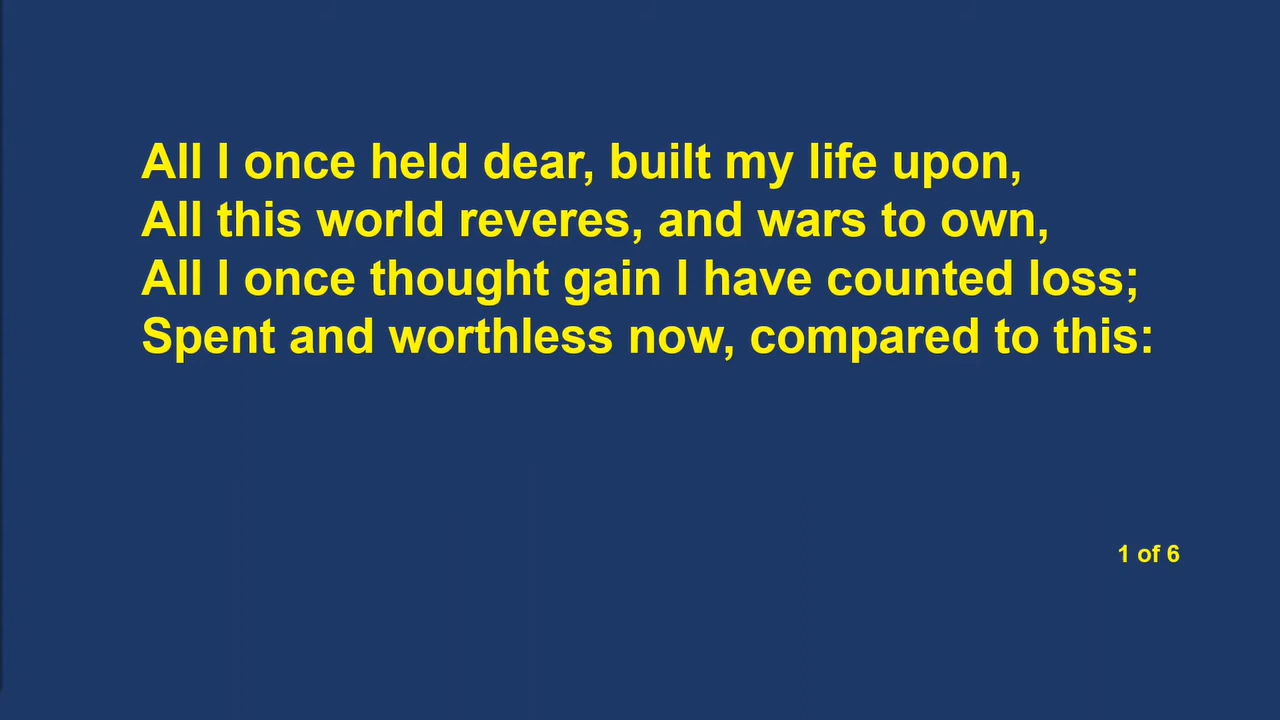 All I once held dear, built my life upon,
All this world reveres, and wars to own,
All I once thought gain I have counted loss;
Spent and worthless now, compared to this:
1 of 6